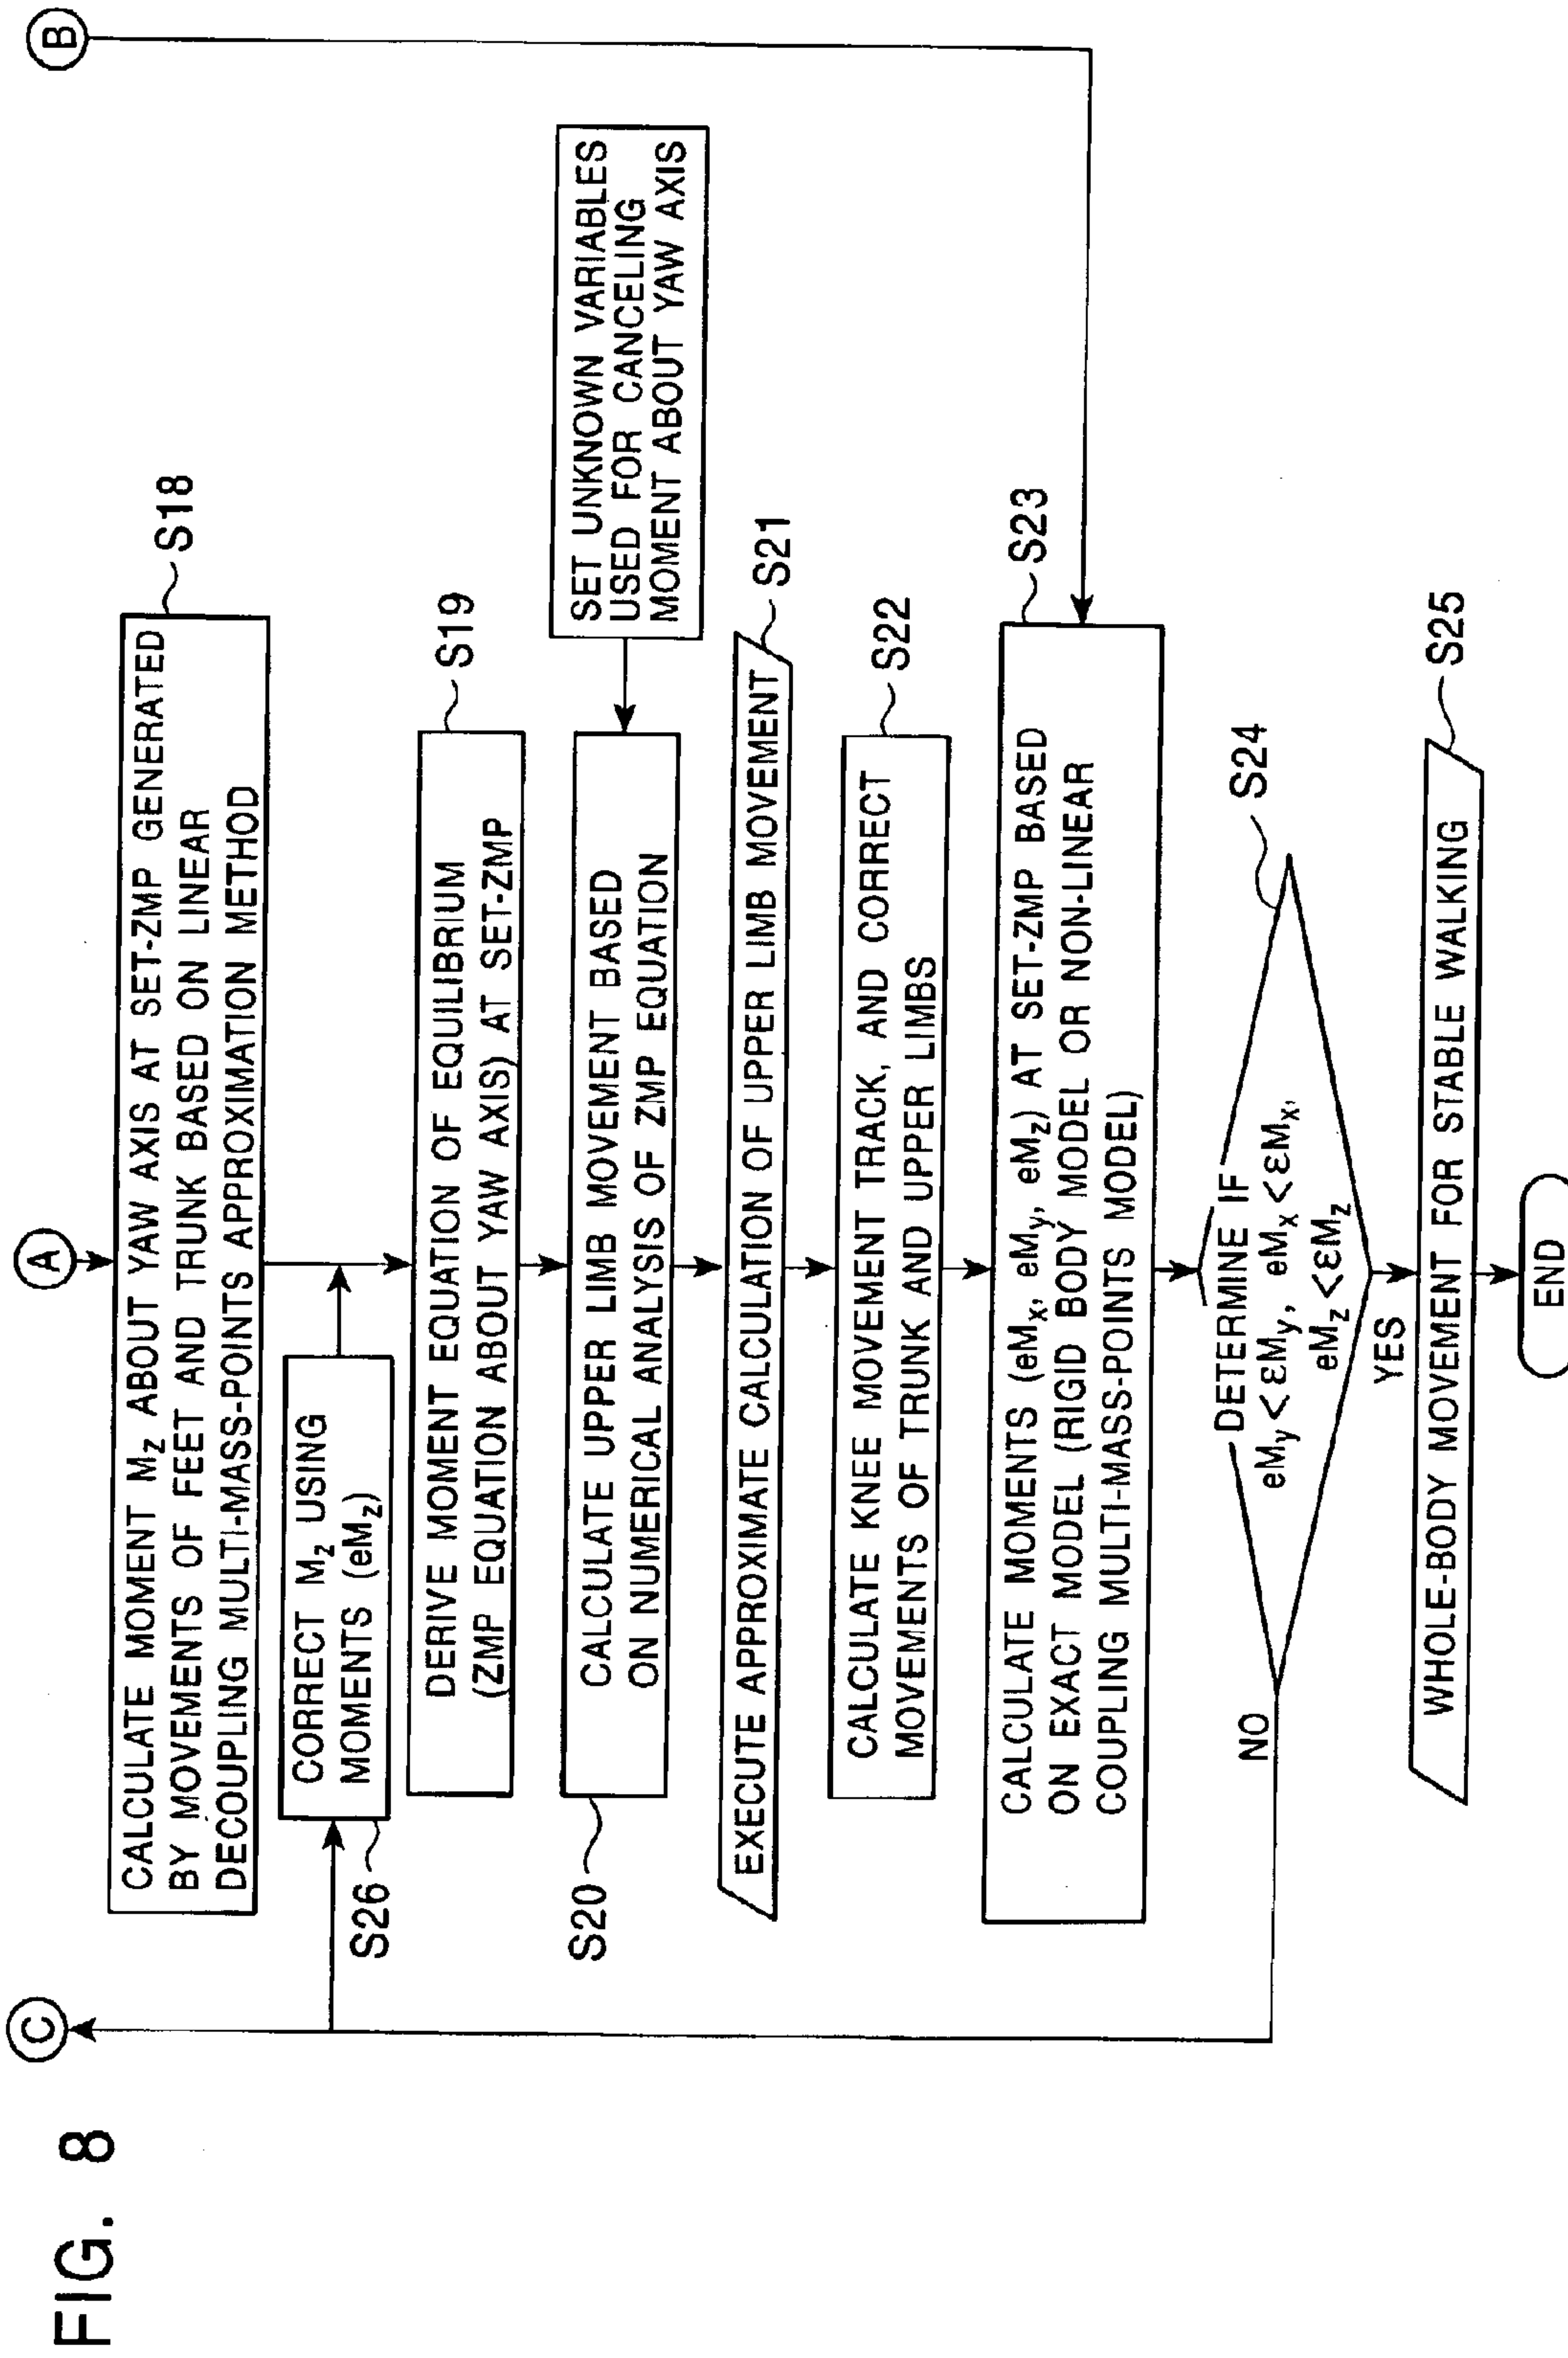 FIG. 8
C
A
B
CALCULATE MOMENT Mz ABOUT YAW AXIS AT SET-ZMP GENERATED
BY MOVEMENTS OF FEET AND TRUNK BASED ON LINEAR
DECOUPLING MULTI-MASS-POINTS APPROXIMATION METHOD
S18
CORRECT Mz USING
MOMENTS (eMz)
S26
DERIVE MOMENT EQUATION OF EQUILIBRIUM
(ZMP EQUATION ABOUT YAW AXIS) AT SET-ZMP
S19
SET UNKNOWN VARIABLES
USED FOR CANCELING
MOMENT ABOUT YAW AXIS
CALCULATE UPPER LIMB MOVEMENT BASED
ON NUMERICAL ANALYSIS OF ZMP EQUATION
S20
EXECUTE APPROXIMATE CALCULATION OF UPPER LIMB MOVEMENT
S21
CALCULATE KNEE MOVEMENT TRACK, AND CORRECT
MOVEMENTS OF TRUNK AND UPPER LIMBS
S22
CALCULATE MOMENTS (eMx, eMy, eMz) AT SET-ZMP BASED
ON EXACT MODEL (RIGID BODY MODEL OR NON-LINEAR
COUPLING MULTI-MASS-POINTS MODEL)
S23
DETERMINE IF
eMy < εMy, eMx < εMx,
eMz < εMz
S24
NO
YES
WHOLE-BODY MOVEMENT FOR STABLE WALKING
S25
END